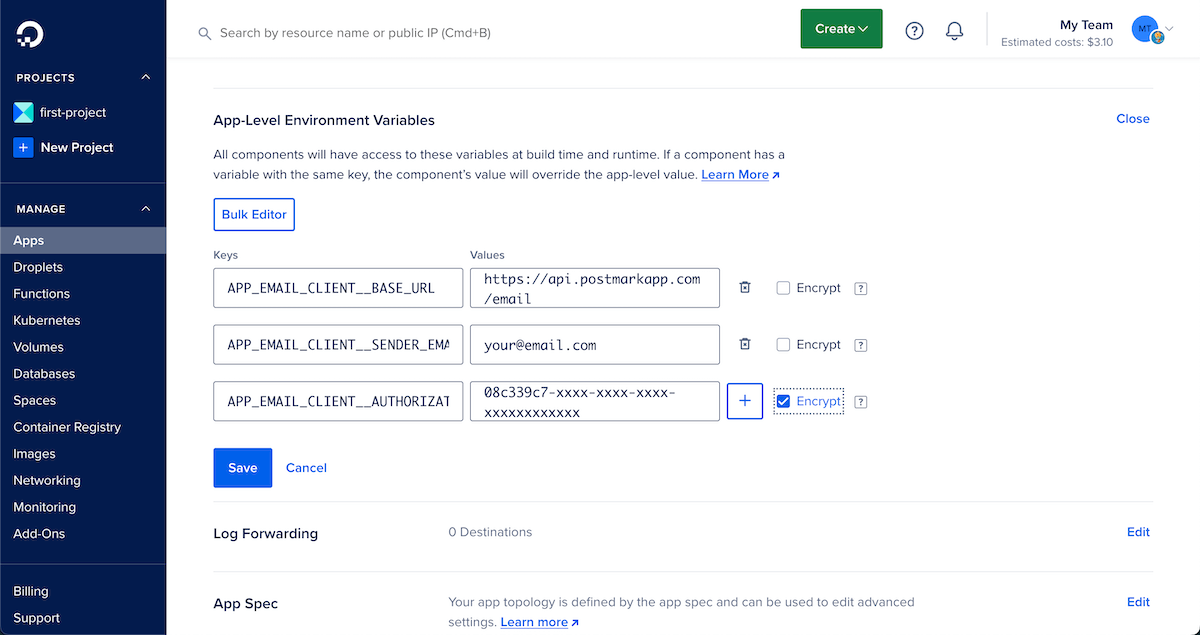 PROJECTS
first-project
+ New Project
MANAGE
Apps
Droplets
Functions
Kubernetes
Volumes
Databases
Spaces
Container Registry
Images
Networking
Monitoring
Add-Ons
Billing
Support
Search by resource name or public IP (Cmd+B)
Create
?
My Team
Estimated costs: $3.10
MT
App-Level Environment Variables
Close
All components will have access to these variables at build time and runtime. If a component has a
variable with the same key, the component's value will override the app-level value. Learn More ↗
Bulk Editor
Keys
Values
APP_EMAIL_CLIENT__BASE_URL
https://api.postmarkapp.com
/email
Encrypt
?
APP_EMAIL_CLIENT__SENDER_EMA
your@email.com
Encrypt
?
APP_EMAIL_CLIENT__AUTHORIZAT
08c339c7-xxxx-xxxx-xxxx-
xxxxxxxxxxxx
+
Encrypt
?
Save
Cancel
Log Forwarding
0 Destinations
Edit
App Spec
Your app topology is defined by the app spec and can be used to edit advanced
settings. Learn more ↗
Edit